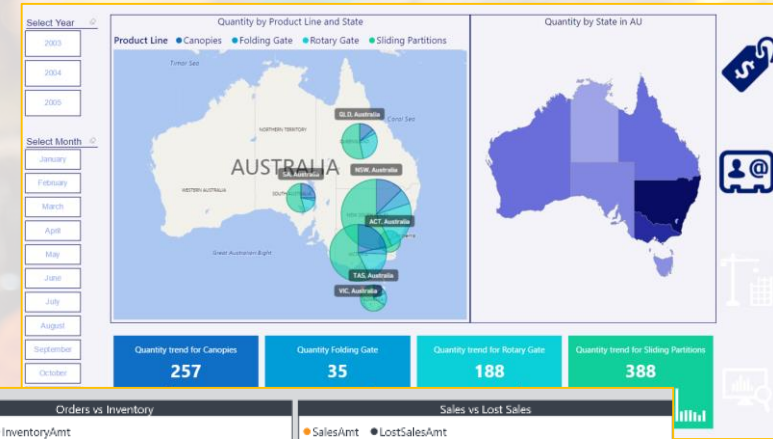 Select Year
2003
2004
2005
Select Month
January
February
March
April
May
June
July
August
September
October
Quantity by Product Line and State
Product Line Canopies Folding Gate Rotary Gate Sliding Partitions
Timor Sea
Coral Sea
QLD, Australia
NORTHERN TERRITORY
AUSTRALIA
SA, Australia
NSW, Australia
WESTERN AUSTRALIA
ACT, Australia
Great Australian Bight
TAS, Australia
VIC, Australia
Quantity by State in AU
Quantity trend for Canopies
257
Quantity Folding Gate
35
Quantity trend for Rotary Gate
188
Quantity trend for Sliding Partitions
388
Orders vs Inventory
InventoryAmt
Sales vs Lost Sales
SalesAmt LostSalesAmt